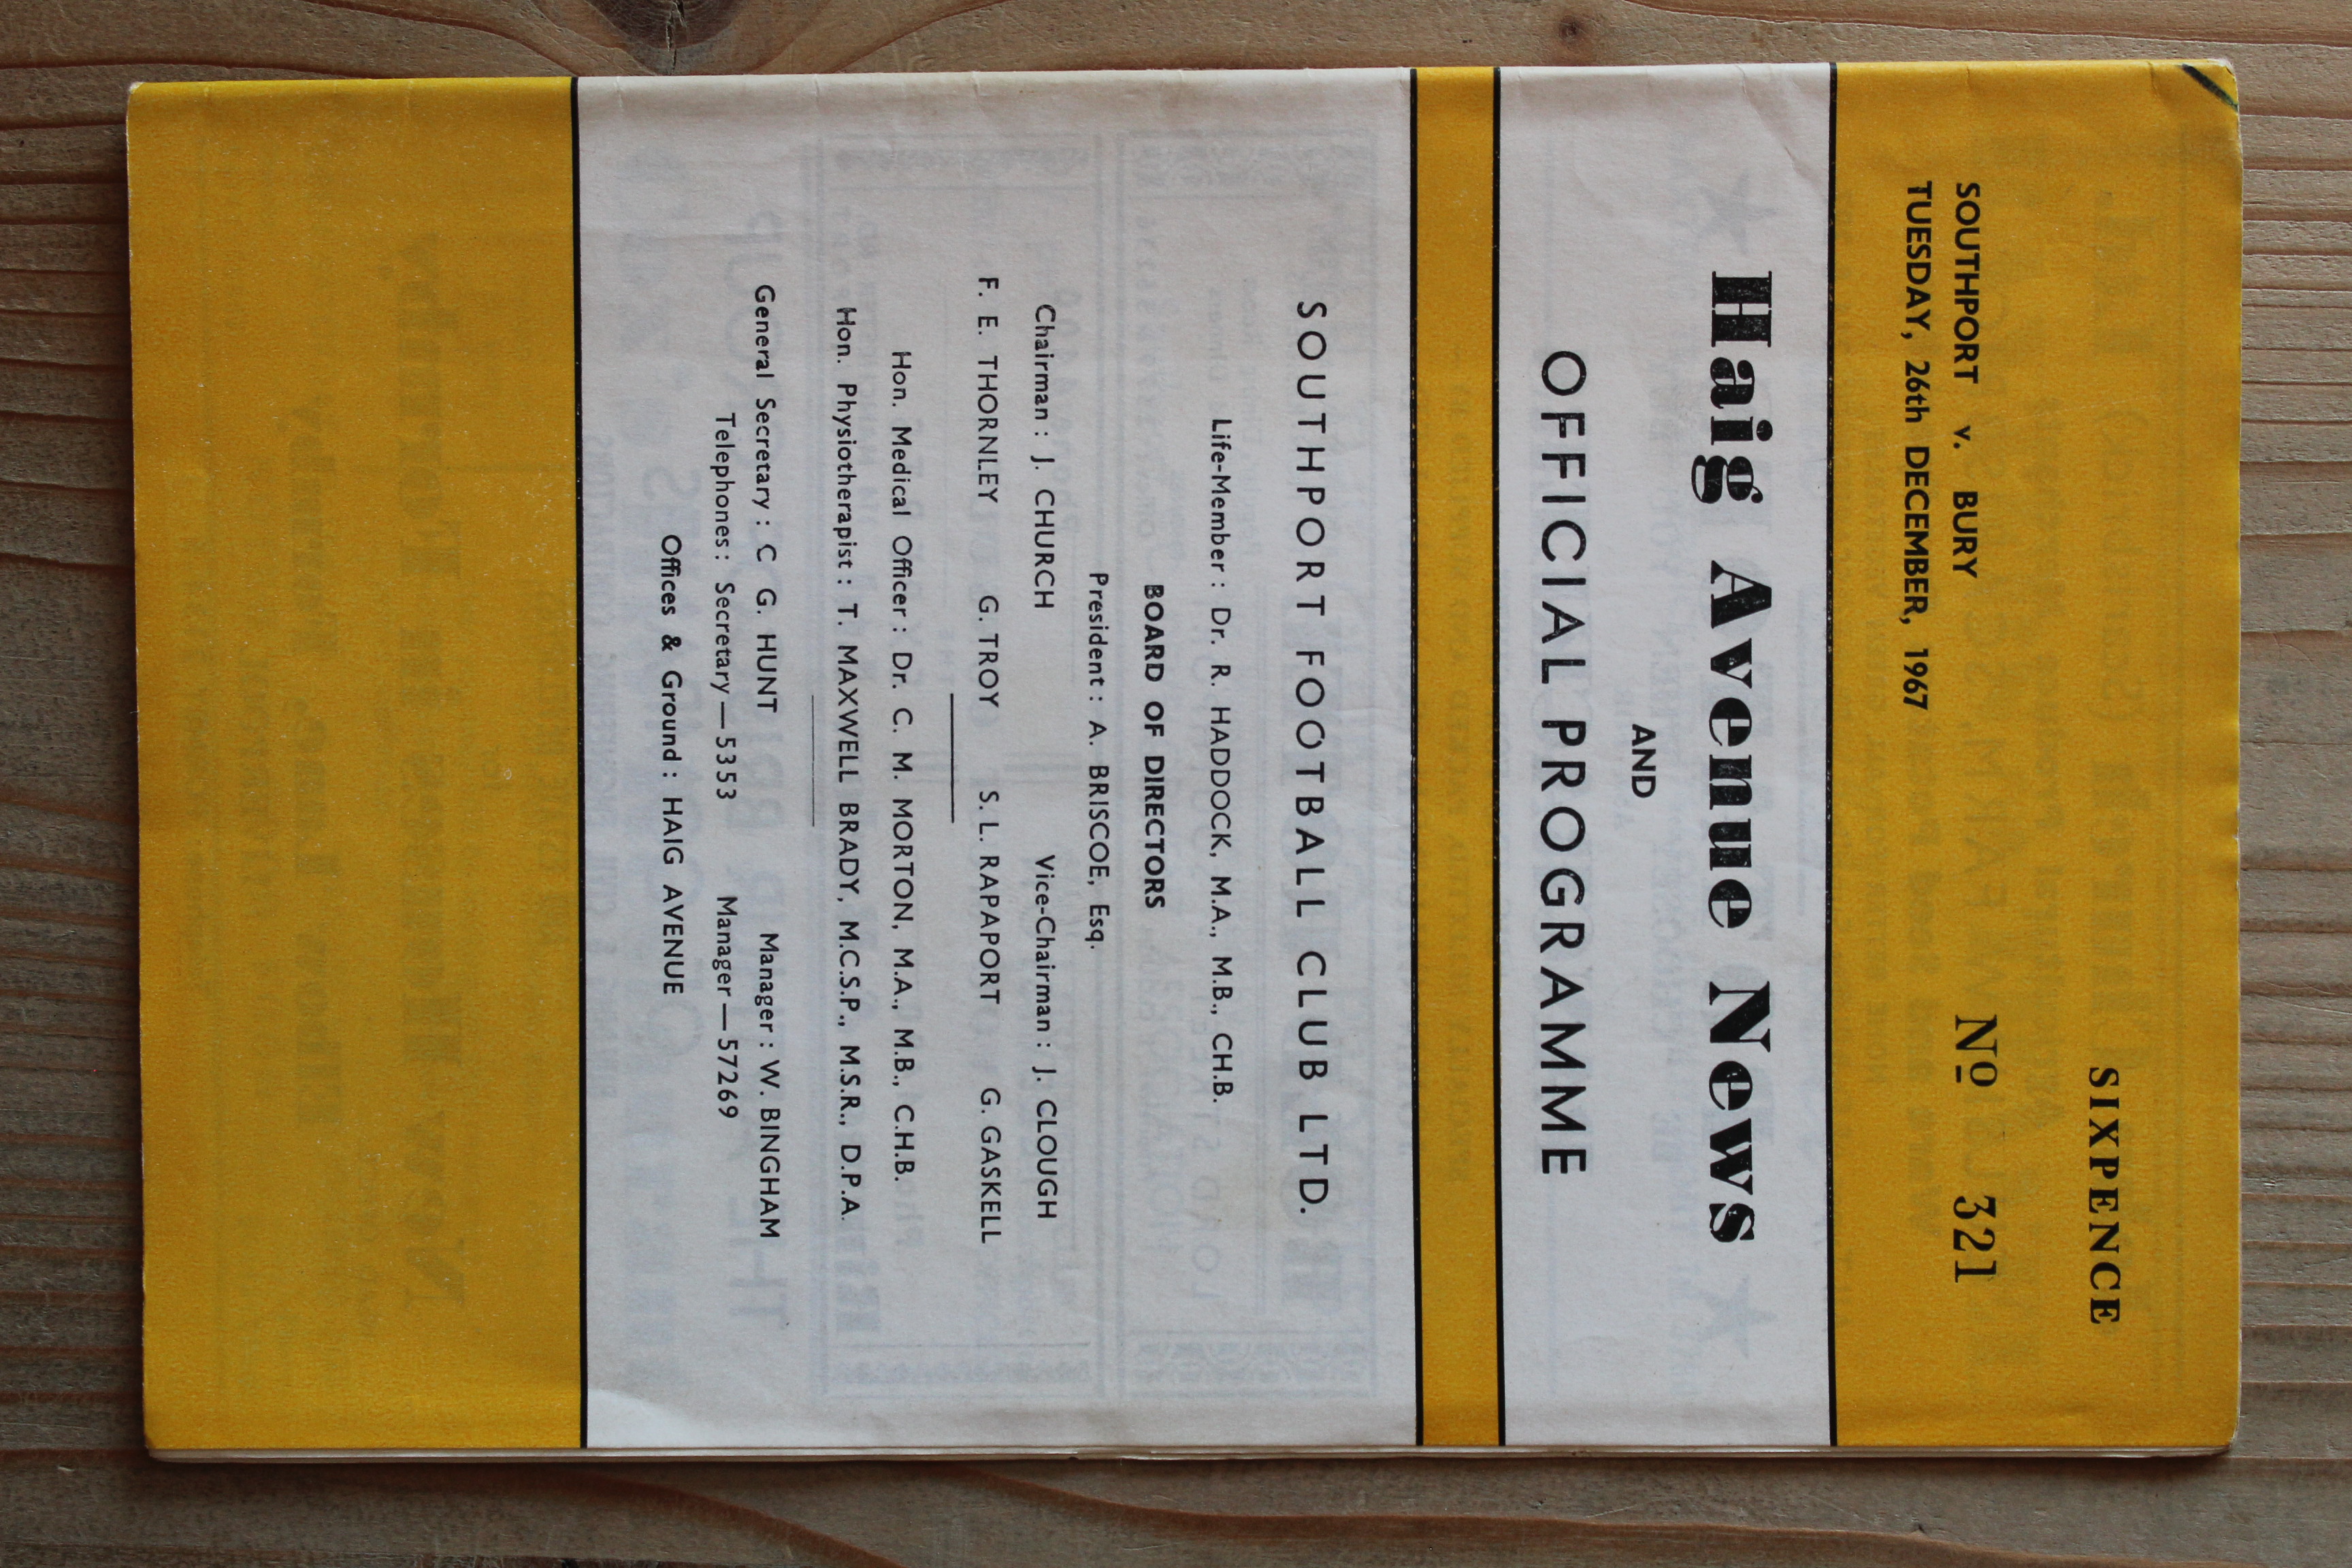 SIXPENCE
SOUTHPORT v. BURY
TUESDAY, 26th DECEMBER, 1967
Nº 321
Haig Avenue News
AND
OFFICIAL PROGRAMME
SOUTHPORT FOOTBALL CLUB LTD.
Life-Member : Dr. R. HADDOCK, M.A., M.B., CH.B.
BOARD OF DIRECTORS
President : A. BRISCOE, Esq.
Chairman : J. CHURCH Vice-Chairman : J. CLOUGH
F. E. THORNLEY G. TROY S. L. RAPAPORT G. GASKELL
Hon. Medical Officer : Dr. C. M. MORTON, M.A., M.B., C.H.B.
Hon. Physiotherapist : T. MAXWELL BRADY, M.C.S.P., M.S.R., D.P.A.
General Secretary : C G. HUNT Manager : W. BINGHAM
Telephones : Secretary — 5353 Manager — 57269
Offices & Ground : HAIG AVENUE